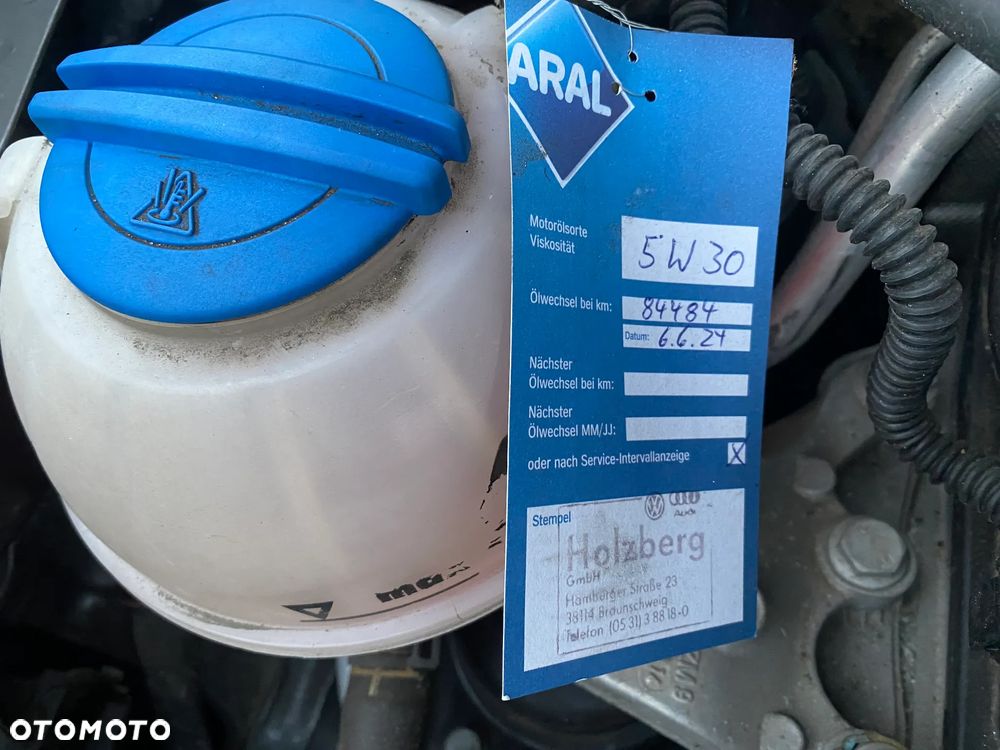 ARAL
Motorölsorte
Viskosität
5W30
Ölwechsel bei km:
84484
Datum: 6.6.24
Nächster
Ölwechsel bei km:
Nächster
Ölwechsel MM/JJ:
oder nach Service-Intervallanzeige
X
Stempel
Audi
Holzberg
GmbH
Hamburger Straße 23
38114 Braunschweig
Telefon (05 31) 3 88 18-0
max
OTOMOTO